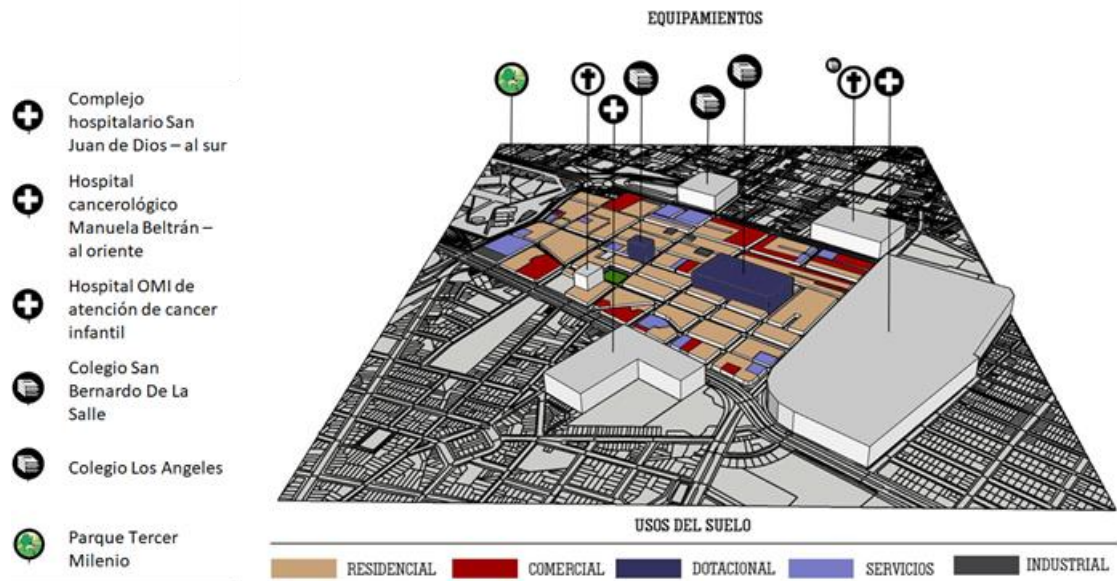 EQUIPAMIENTOS
Complejo
hospitalario San
Juan de Dios – al sur
Hospital
cancerológico
Manuela Beltrán –
al oriente
Hospital OMI de
atención de cancer
infantil
Colegio San
Bernardo De La
Salle
Colegio Los Angeles
Parque Tercer
Milenio
USOS DEL SUELO
RESIDENCIAL
COMERCIAL
DOTACIONAL
SERVICIOS
INDUSTRIAL